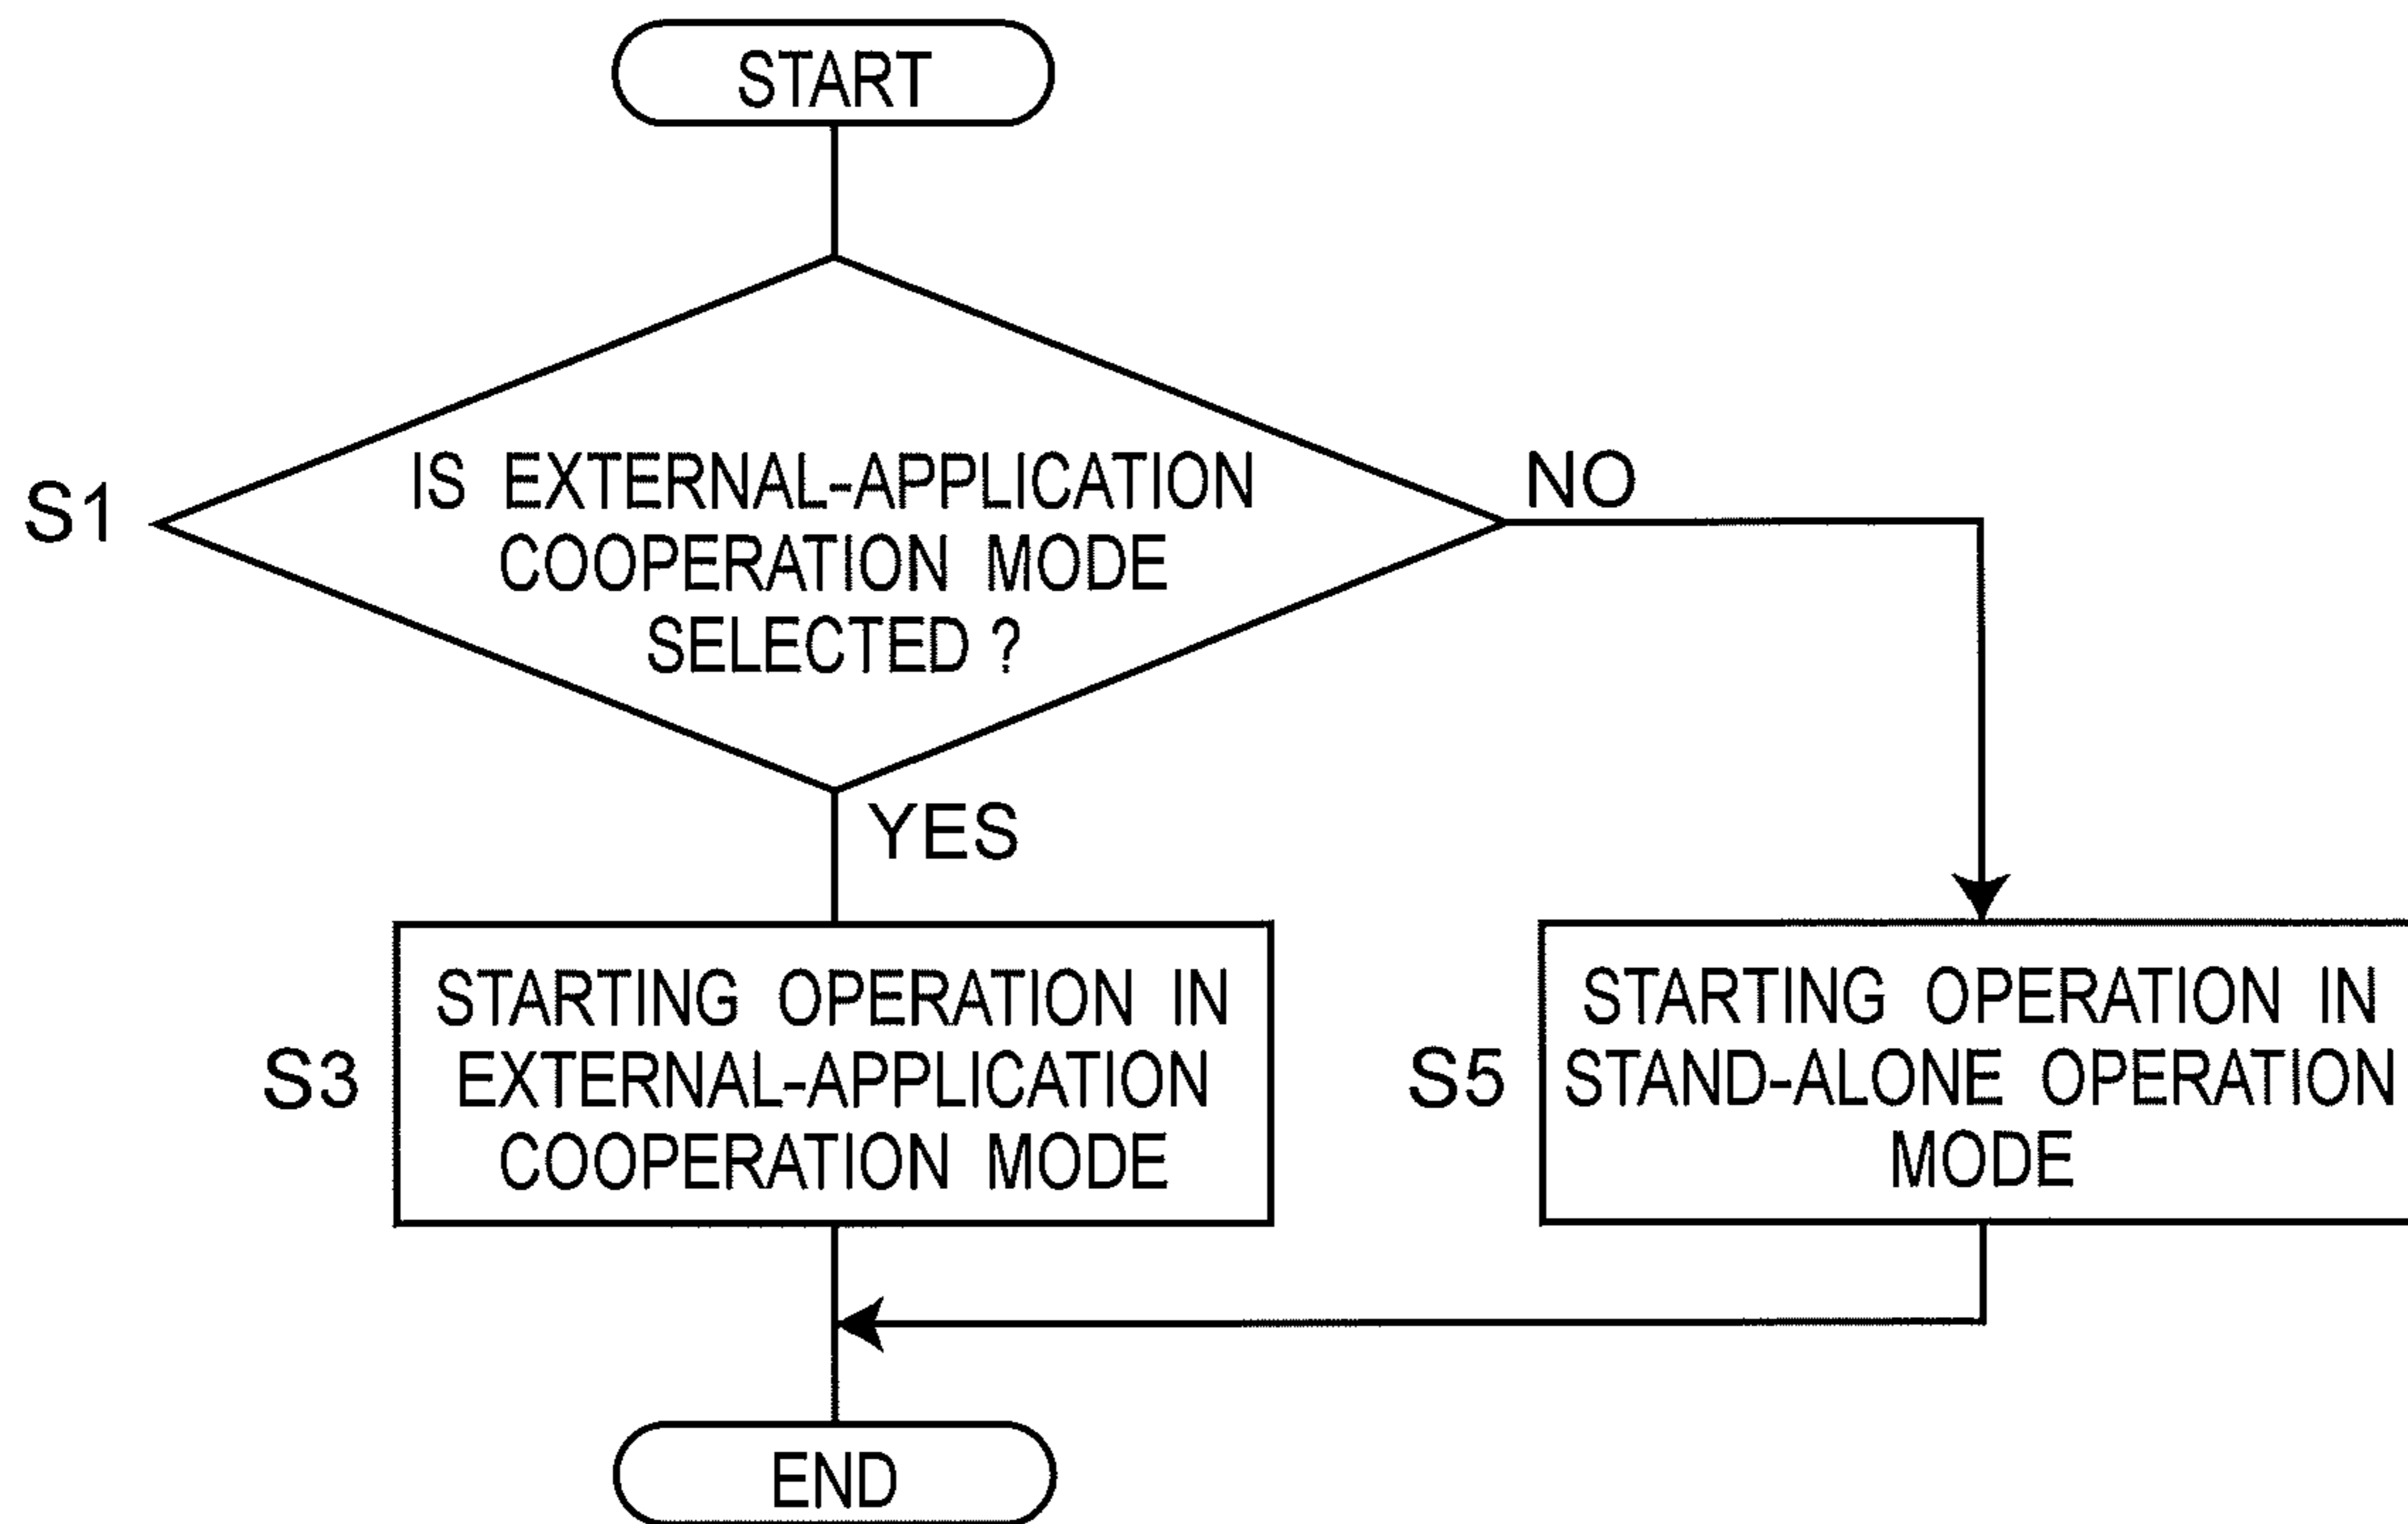 START
S1
IS EXTERNAL-APPLICATION
COOPERATION MODE
SELECTED ?
NO
YES
S3
STARTING OPERATION IN
EXTERNAL-APPLICATION
COOPERATION MODE
S5
STARTING OPERATION IN
STAND-ALONE OPERATION
MODE
END